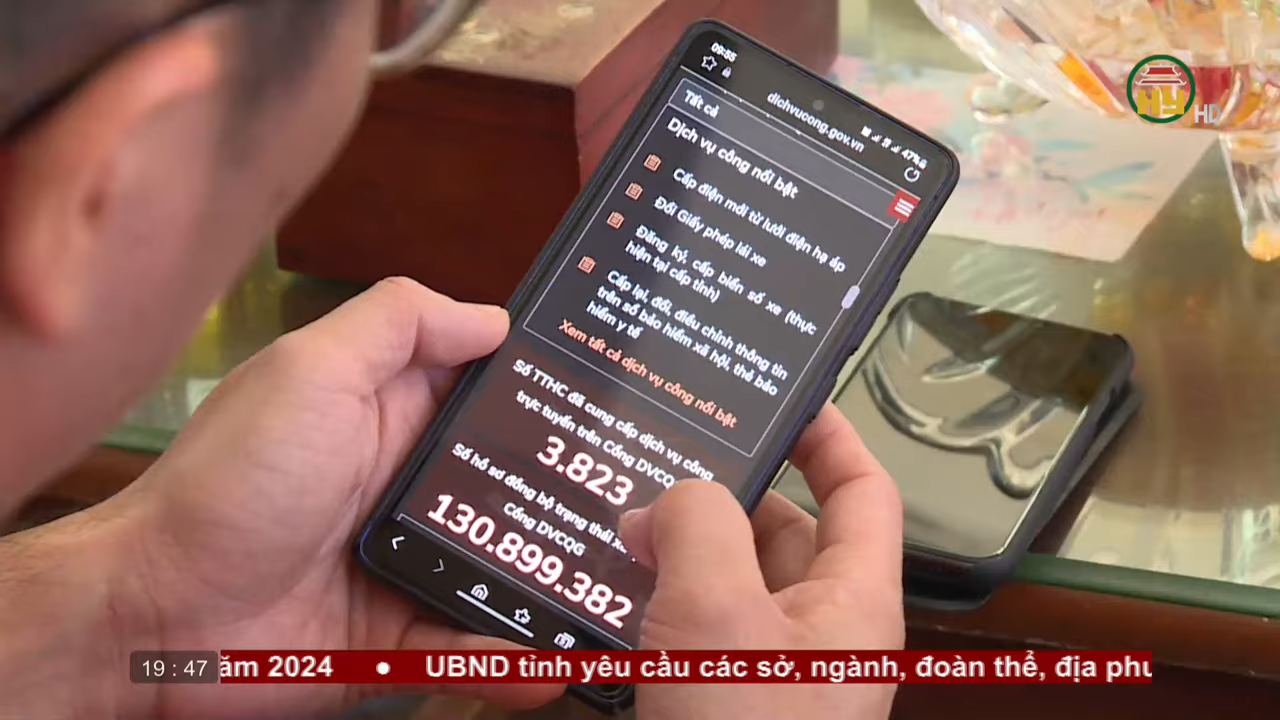 09:55
47%
dichvucong.gov.vn
Tất cả
Dịch vụ công nổi bật
Cấp điện mới từ lưới điện hạ áp
Đổi Giấy phép lái xe
Đăng ký, cấp biển số xe (thực
hiện tại cấp tỉnh)
Cấp lại, đổi, điều chỉnh thông tin
trên sổ bảo hiểm xã hội, thẻ bảo
hiểm y tế
Xem tất cả dịch vụ công nổi bật
Số TTHC đã cung cấp dịch vụ công
trực tuyến trên Cổng DVCQ
3.823
Số hồ sơ đồng bộ trạng thái
Cổng DVCQG
130.899.382
HY HD
19:47 ăm 2024 • UBND tỉnh yêu cầu các sở, ngành, đoàn thể, địa phư